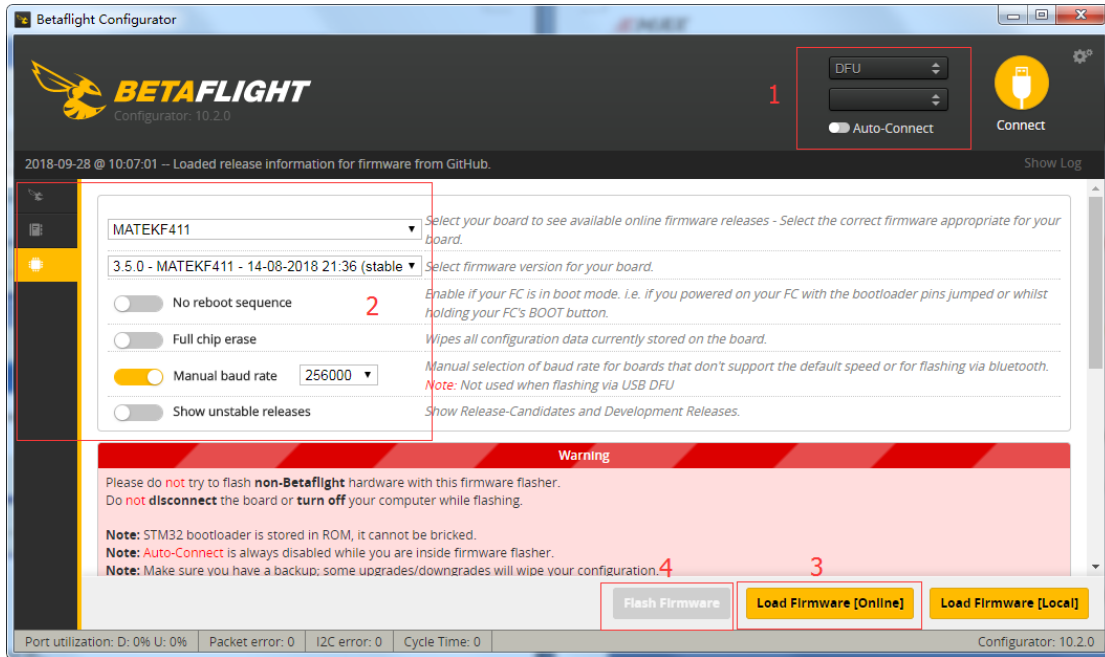 Betaflight Configurator
EMAX
BETAFLIGHT
Configurator: 10.2.0
1
DFU
Auto-Connect
Connect
2018-09-28 @ 10:07:01 -- Loaded release information for firmware from GitHub.
Show Log
MATEKF411
Select your board to see available online firmware releases - Select the correct firmware appropriate for your
board.
3.5.0 - MATEKF411 - 14-08-2018 21:36 (stable
Select firmware version for your board.
No reboot sequence
2
Enable if your FC is in boot mode. i.e. if you powered on your FC with the bootloader pins jumped or whilst
holding your FC's BOOT button.
Full chip erase
Wipes all configuration data currently stored on the board.
Manual baud rate
256000
Manual selection of baud rate for boards that don't support the default speed or for flashing via bluetooth.
Note: Not used when flashing via USB DFU
Show unstable releases
Show Release-Candidates and Development Releases.
Warning
Please do not try to flash non-Betaflight hardware with this firmware flasher.
Do not disconnect the board or turn off your computer while flashing.
Note: STM32 bootloader is stored in ROM, it cannot be bricked.
Note: Auto-Connect is always disabled while you are inside firmware flasher.
Note: Make sure you have a backup; some upgrades/downgrades will wipe your configuration.
4
3
Flash Firmware
Load Firmware [Online]
Load Firmware [Local]
Port utilization: D: 0% U: 0%
Packet error: 0
I2C error: 0
Cycle Time: 0
Configurator: 10.2.0